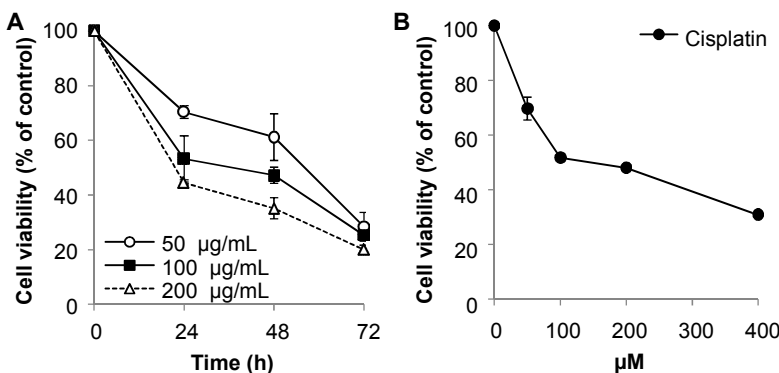 A
Cell viability (% of control)
100
80
60
40
20
0
50 µg/mL
100 µg/mL
200 µg/mL
0 24 48 72
Time (h)
B
Cell viability (% of control)
100
80
60
40
20
0
Cisplatin
0 100 200 300 400
µM